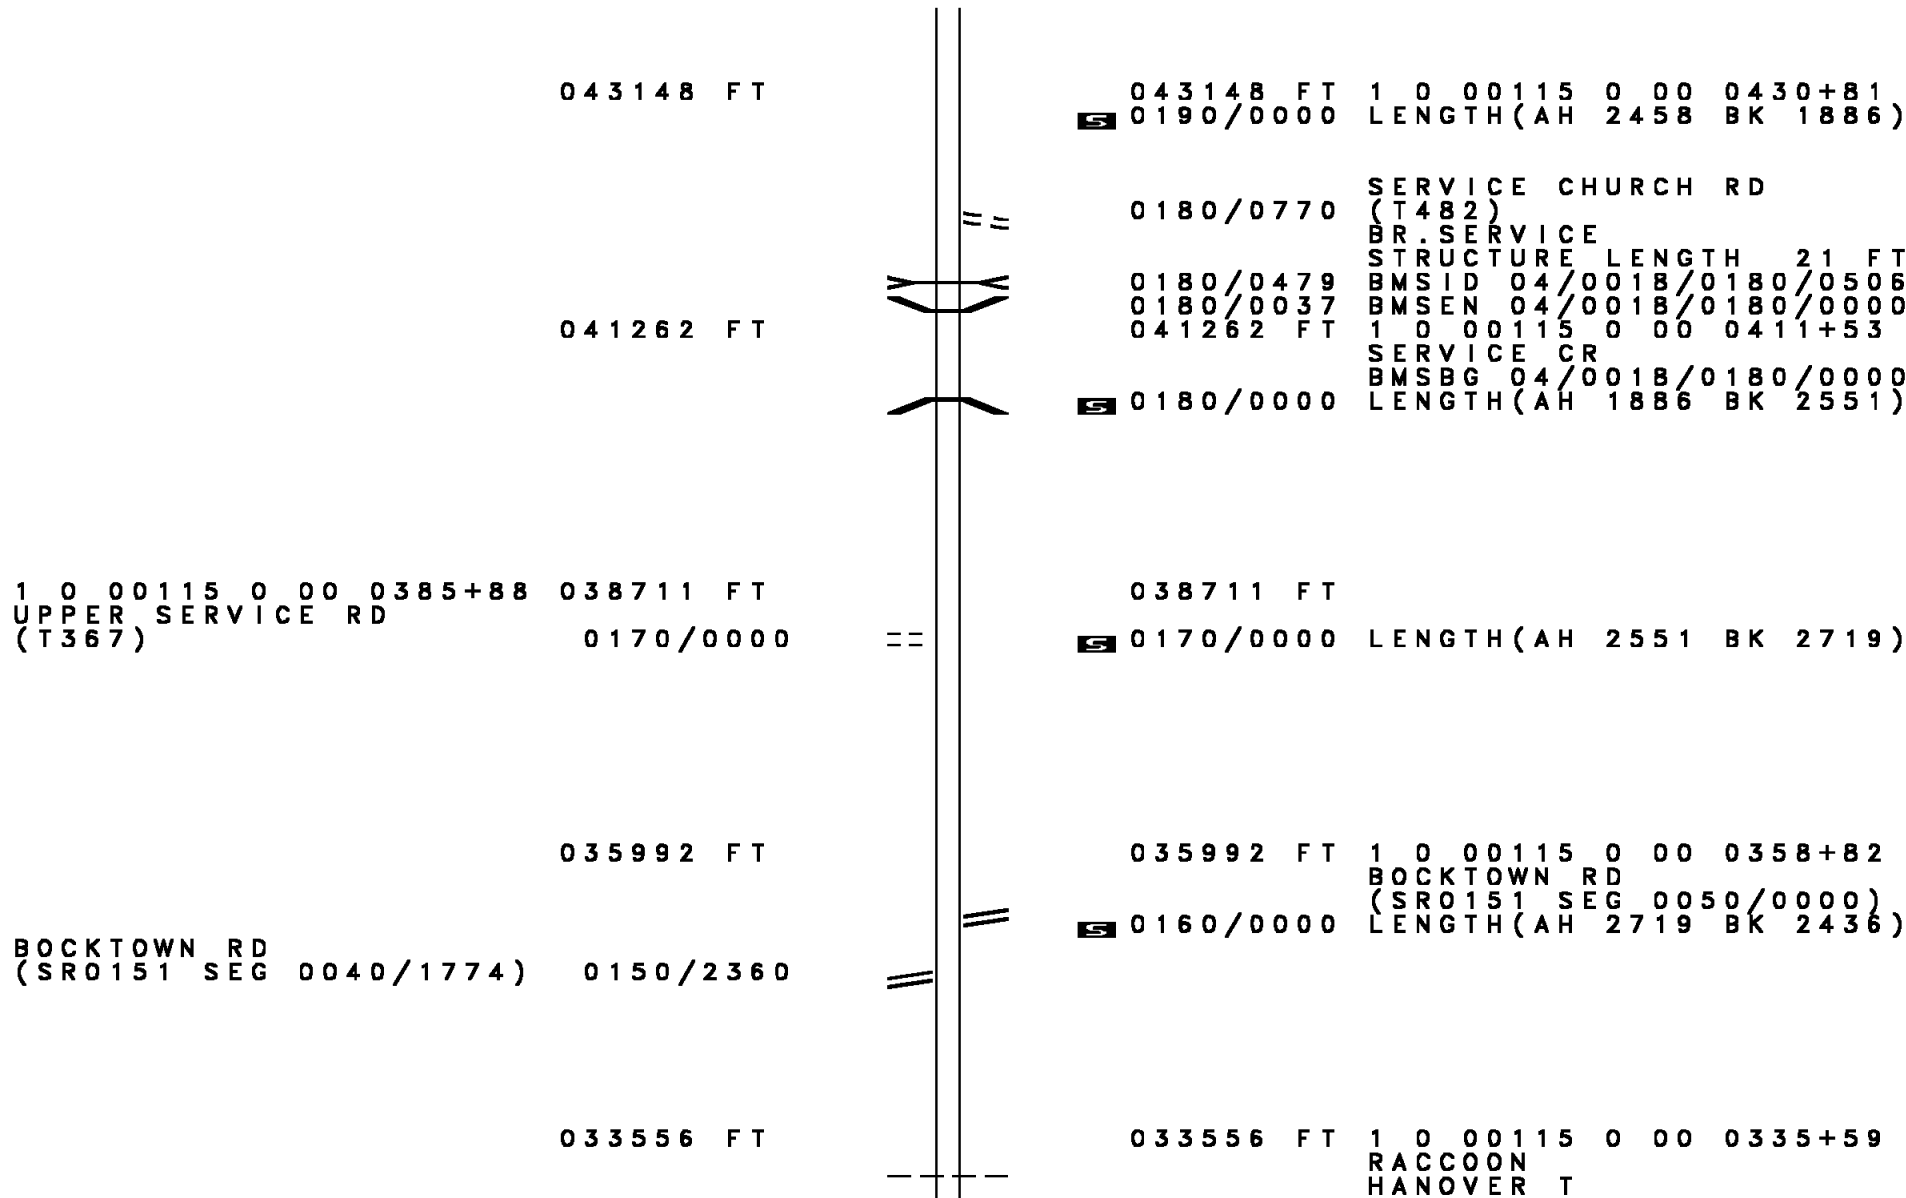 043148 FT 043148 FT 1 0 00115 0 00 0430+81
S 0190/0000 LENGTH(AH 2458 BK 1886)
SERVICE CHURCH RD
0180/0770 (T482)
BR.SERVICE
STRUCTURE LENGTH 21 FT
0180/0479 BMSID 04/0018/0180/0506
0180/0037 BMSEN 04/0018/0180/0000
041262 FT 041262 FT 1 0 00115 0 00 0411+53
SERVICE CR
BMSBG 04/0018/0180/0000
S 0180/0000 LENGTH(AH 1886 BK 2551)
1 0 00115 0 00 0385+88 038711 FT 038711 FT
UPPER SERVICE RD
(T367) 0170/0000 S 0170/0000 LENGTH(AH 2551 BK 2719)
035992 FT 035992 FT 1 0 00115 0 00 0358+82
BOCKTOWN RD
(SR0151 SEG 0050/0000)
S 0160/0000 LENGTH(AH 2719 BK 2436)
BOCKTOWN RD
(SR0151 SEG 0040/1774) 0150/2360
033556 FT 033556 FT 1 0 00115 0 00 0335+59
RACCOON
HANOVER T